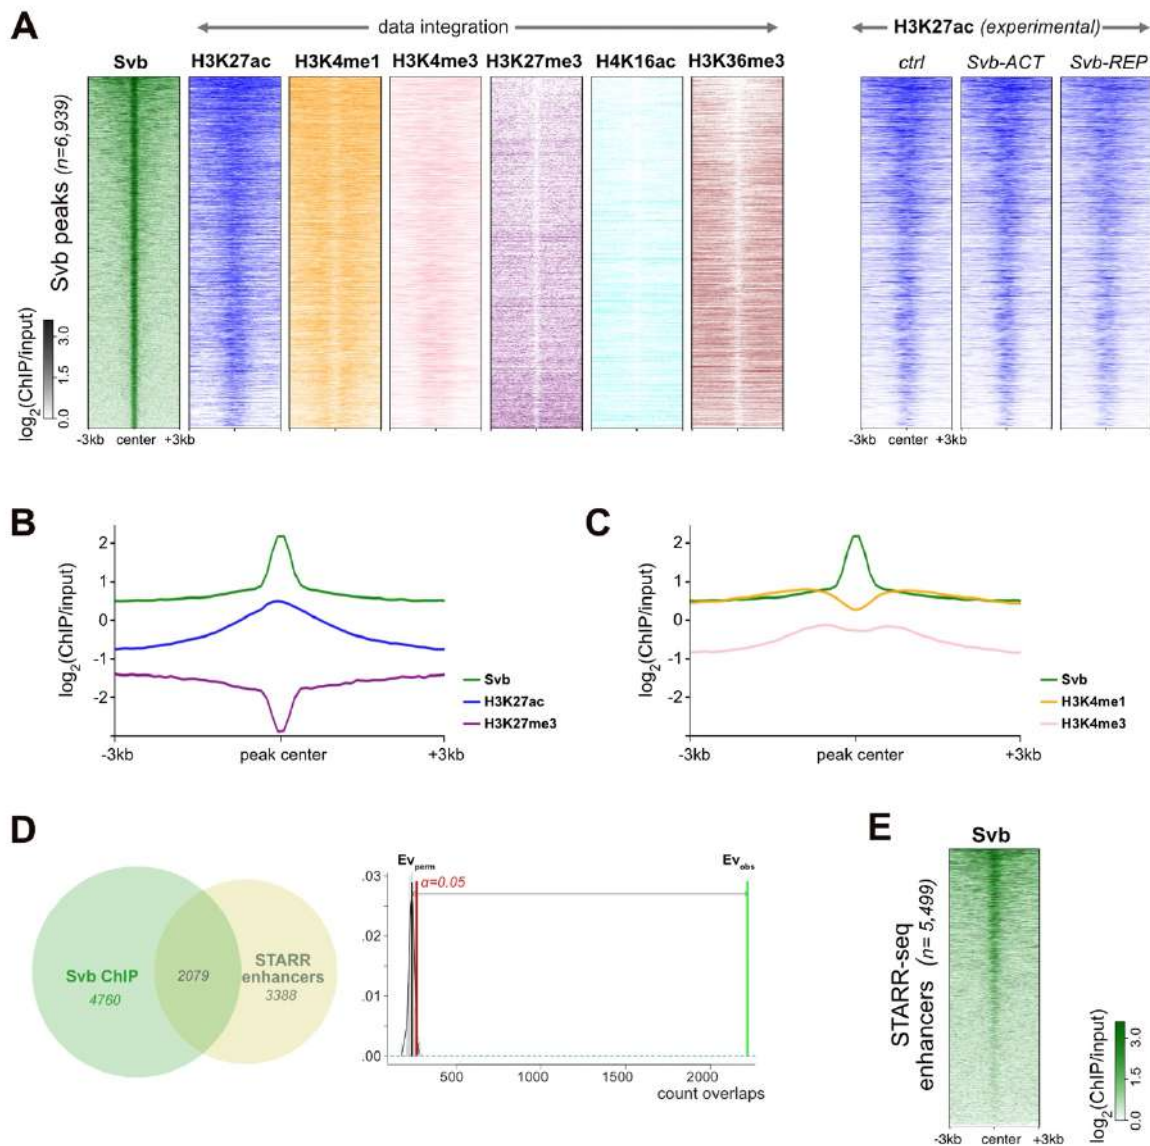 A
data integration
H3K27ac (experimental)
Svb H3K27ac H3K4me1 H3K4me3 H3K27me3 H4K16ac H3K36me3
ctrl Svb-ACT Svb-REP
Svb peaks (n=6,939)
log2(ChIP/input)
0.0 1.5 3.0
-3kb center +3kb
-3kb center +3kb
B
log2(ChIP/input)
2
1
0
-1
-2
Svb
H3K27ac
H3K27me3
-3kb peak center +3kb
C
log2(ChIP/input)
2
1
0
-1
-2
Svb
H3K4me1
H3K4me3
-3kb peak center +3kb
D
Svb ChIP
4760
2079
STARR
enhancers
3388
Evperm
Evobs
α=0.05
.03
.02
.01
.00
500 1000 1500 2000
count overlaps
E
Svb
STARR-seq
enhancers (n= 5,499)
-3kb center +3kb
log2(ChIP/input)
0.0 1.5 3.0